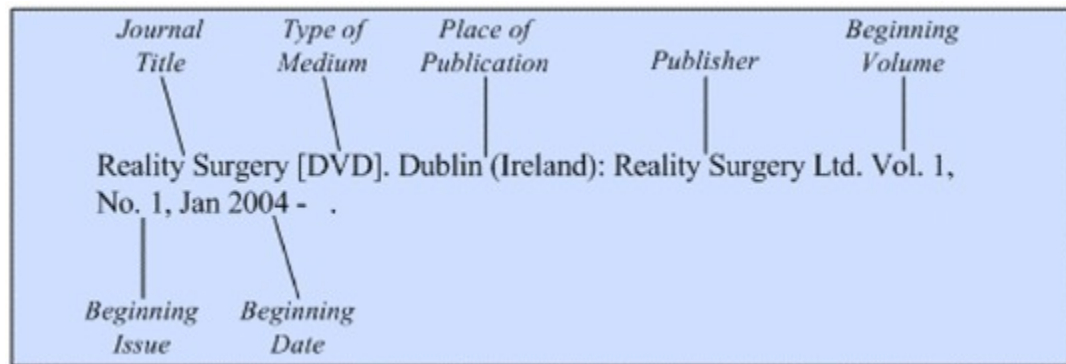 Journal Type of Place of Beginning
Title Medium Publication Publisher Volume
Reality Surgery [DVD]. Dublin (Ireland): Reality Surgery Ltd. Vol. 1,
No. 1, Jan 2004 - .
Beginning Beginning
Issue Date